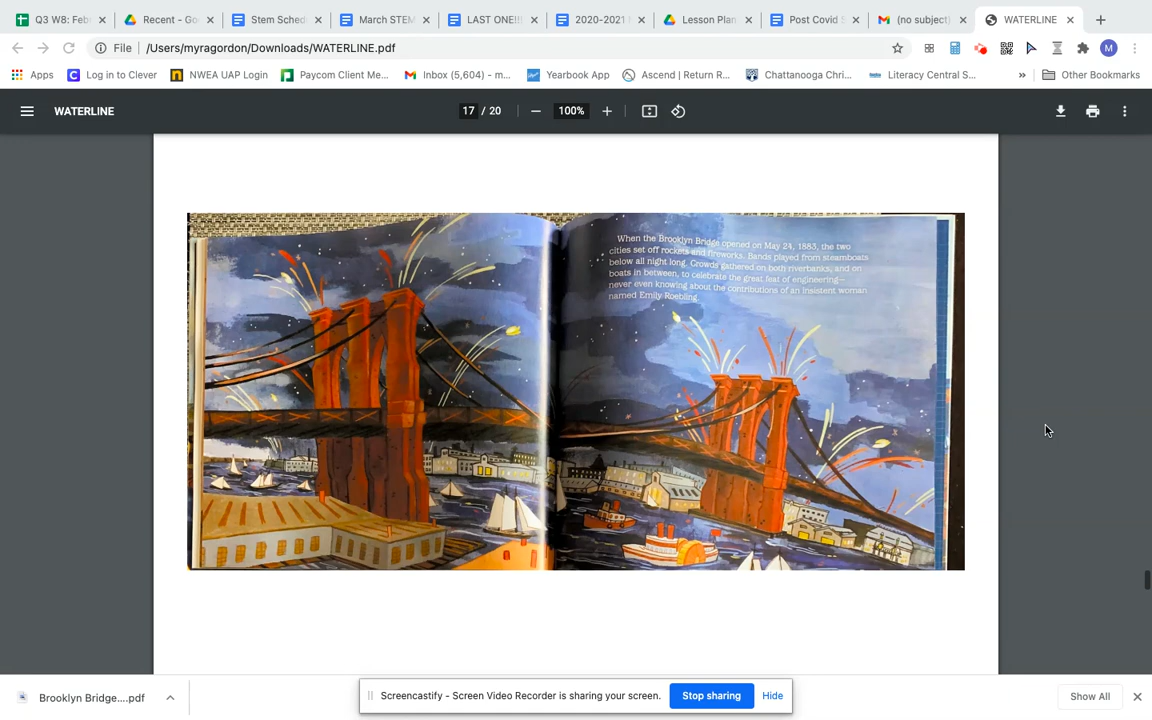 Q3 W8: Feb
Recent - Go
Stem Sched
March STEM
LAST ONE!!
2020-2021
Lesson Plan
Post Covid S
(no subject)
WATERLINE
File /Users/myragordon/Downloads/WATERLINE.pdf
M
Apps
Log in to Clever
NWEA UAP Login
Paycom Client Me...
Inbox (5,604) - m...
Yearbook App
Ascend | Return R...
Chattanooga Chri...
Literacy Central S...
»
Other Bookmarks
WATERLINE
17 / 20
100%
When the Brooklyn Bridge opened on May 24, 1883, the two
cities set off rockets and fireworks. Bands played from steamboats
below all night long. Crowds gathered on both riverbanks, and on
boats in between, to celebrate the great feat of engineering—
never even knowing about the contributions of an insistent woman
named Emily Roebling.
Brooklyn Bridge....pdf
Screencastify - Screen Video Recorder is sharing your screen.
Stop sharing
Hide
Show All